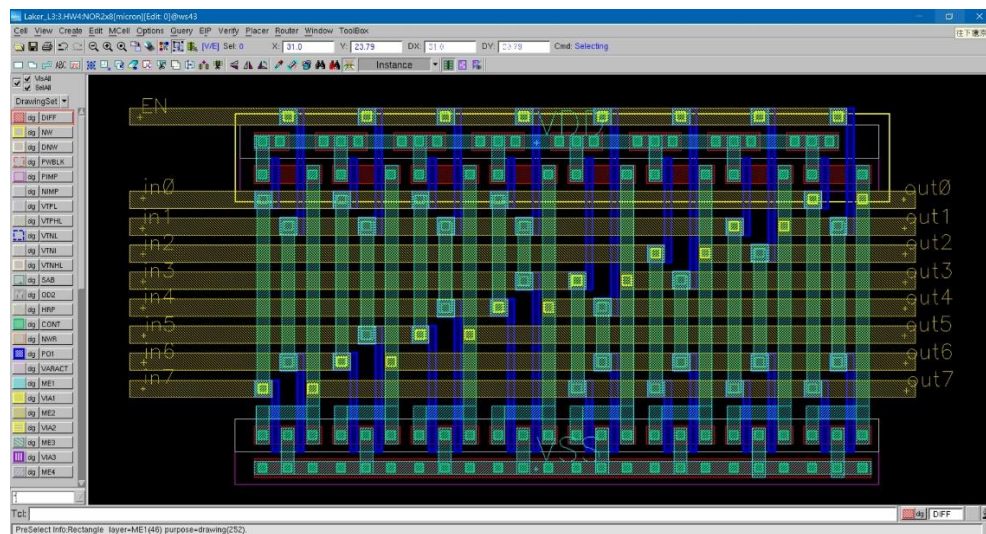 Laker_L3:3.HW4:NOR2x8[micron][Edit: 0]@ws43
Cell View Create Edit MCell Options Query EIP Verify Placer Router Window ToolBox
[V/E] Sel: 0 X: 31.0 Y: 23.79 DX: 31.0 DY: 23.79 Cmd: Selecting
ABC Instance
VisAll
SelAll
DrawingSet
dg DIFF
dg NW
dg DNW
dg PWBLK
dg PIMP
dg NIMP
dg VTPL
dg VTPHL
dg VTNL
dg VTNI
dg VTNHL
dg SAB
dg OD2
dg HRP
dg CONT
dg NWR
dg PO1
dg VARACT
dg ME1
dg VIA1
dg ME2
dg VIA2
dg ME3
dg VIA3
dg ME4
EN
VDD
in0 out0
in1 out1
in2 out2
in3 out3
in4 out4
in5 out5
in6 out6
in7 out7
VSS
Tcl:
dg DIFF
PreSelect Info:Rectangle layer=ME1(46) purpose=drawing(252).